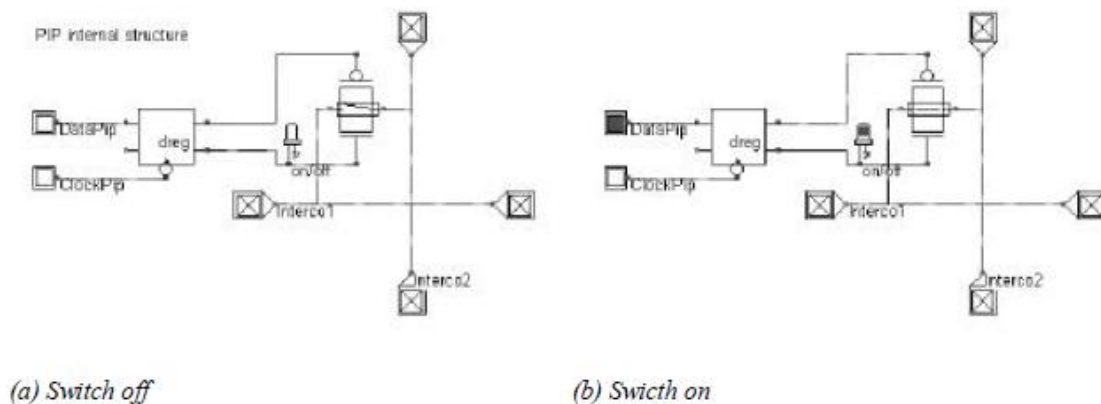 PIP internal structure
DataPip
dreg
ClockPip
on/off
Interco1
Interco2
DataPip
dreg
ClockPip
on/off
Interco1
Interco2
(a) Switch off
(b) Swicth on